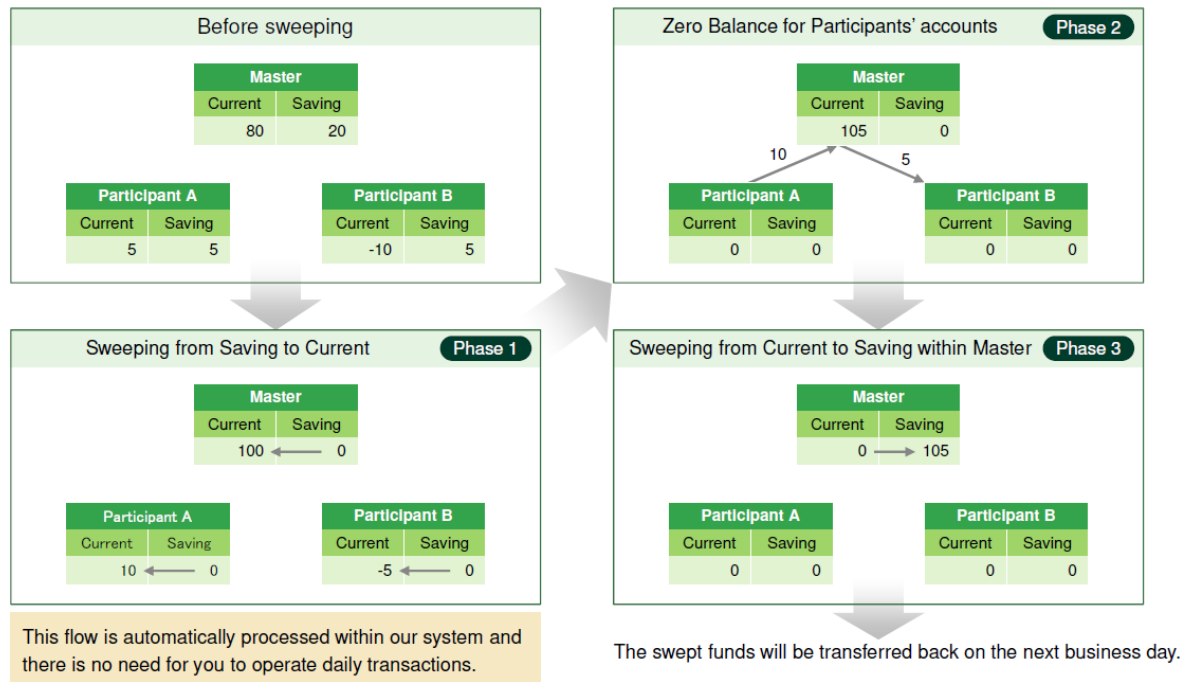 Before sweeping
Master
Current Saving
80 20
Participant A
Current Saving
5 5
Participant B
Current Saving
-10 5
Sweeping from Saving to Current Phase 1
Master
Current Saving
100 0
Participant A
Current Saving
10 0
Participant B
Current Saving
-5 0
This flow is automatically processed within our system and
there is no need for you to operate daily transactions.
Zero Balance for Participants' accounts Phase 2
Master
Current Saving
105 0
10 5
Participant A
Current Saving
0 0
Participant B
Current Saving
0 0
Sweeping from Current to Saving within Master Phase 3
Master
Current Saving
0 105
Participant A
Current Saving
0 0
Participant B
Current Saving
0 0
The swept funds will be transferred back on the next business day.